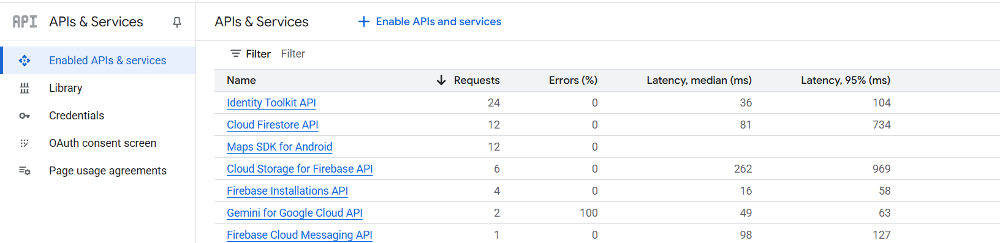 API APIs & Services
APIs & Services
Enable APIs and services
Enabled APIs & services
Library
Credentials
OAuth consent screen
Page usage agreements
Filter Filter
Name Requests Errors (%) Latency, median (ms) Latency, 95% (ms)
Identity Toolkit API 24 0 36 104
Cloud Firestore API 12 0 81 734
Maps SDK for Android 12 0
Cloud Storage for Firebase API 6 0 262 969
Firebase Installations API 4 0 16 58
Gemini for Google Cloud API 2 100 49 63
Firebase Cloud Messaging API 1 0 98 127